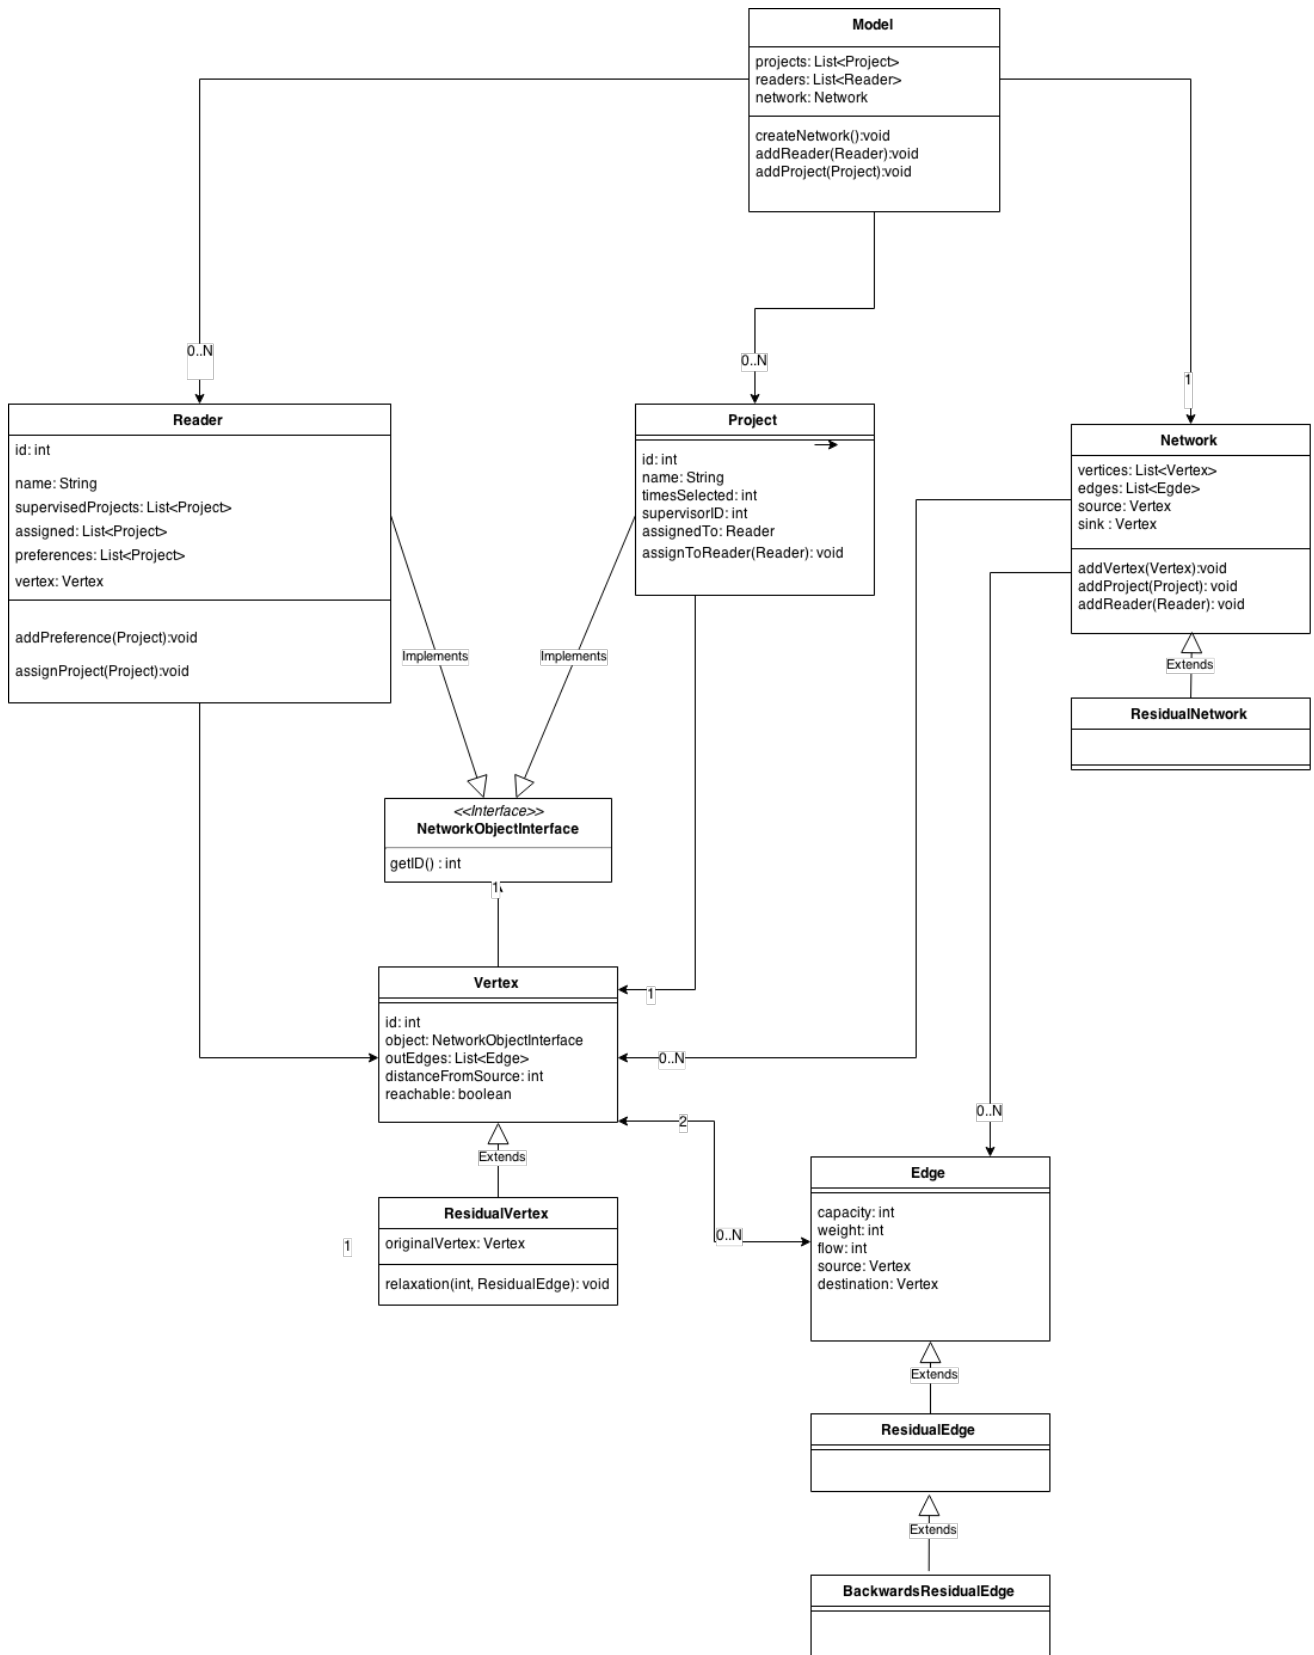 Model
projects: List<Project>
readers: List<Reader>
network: Network
createNetwork():void
addReader(Reader):void
addProject(Project):void
0..N
0..N
1
Reader
id: int
name: String
supervisedProjects: List<Project>
assigned: List<Project>
preferences: List<Project>
vertex: Vertex
addPreference(Project):void
assignProject(Project):void
Project
id: int
name: String
timesSelected: int
supervisorID: int
assignedTo: Reader
assignToReader(Reader): void
Network
vertices: List<Vertex>
edges: List<Egde>
source: Vertex
sink : Vertex
addVertex(Vertex):void
addProject(Project): void
addReader(Reader): void
Implements
Implements
Extends
ResidualNetwork
<<Interface>>
NetworkObjectInterface
getID() : int
1
Vertex
id: int
object: NetworkObjectInterface
outEdges: List<Edge>
distanceFromSource: int
reachable: boolean
1
0..N
2
0..N
Extends
ResidualVertex
originalVertex: Vertex
relaxation(int, ResidualEdge): void
1
0..N
Edge
capacity: int
weight: int
flow: int
source: Vertex
destination: Vertex
Extends
ResidualEdge
Extends
BackwardsResidualEdge